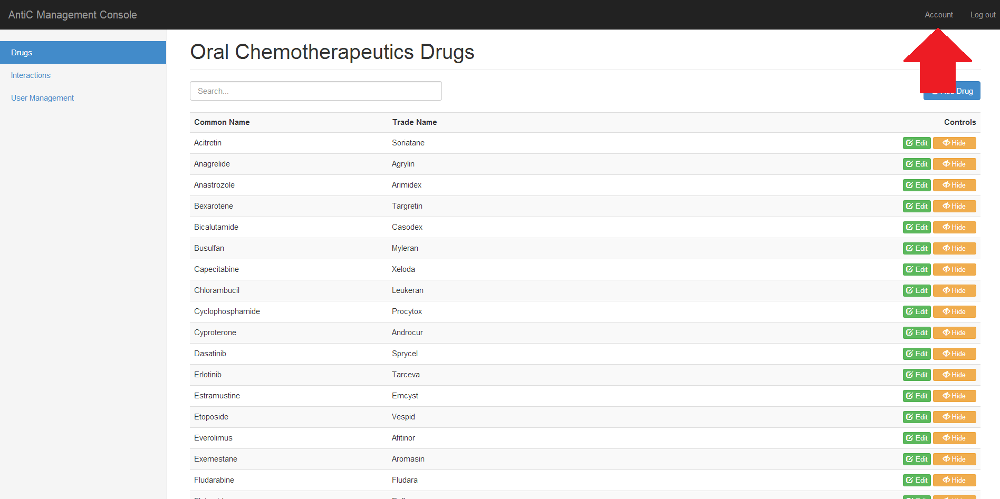 AntiC Management Console Account Log out
Drugs
Interactions
User Management
Oral Chemotherapeutics Drugs
Search...
Drug
Common Name Trade Name Controls
Acitretin Soriatane Edit Hide
Anagrelide Agrylin Edit Hide
Anastrozole Arimidex Edit Hide
Bexarotene Targretin Edit Hide
Bicalutamide Casodex Edit Hide
Busulfan Myleran Edit Hide
Capecitabine Xeloda Edit Hide
Chlorambucil Leukeran Edit Hide
Cyclophosphamide Procytox Edit Hide
Cyproterone Androcur Edit Hide
Dasatinib Sprycel Edit Hide
Erlotinib Tarceva Edit Hide
Estramustine Emcyst Edit Hide
Etoposide Vespid Edit Hide
Everolimus Afitinor Edit Hide
Exemestane Aromasin Edit Hide
Fludarabine Fludara Edit Hide